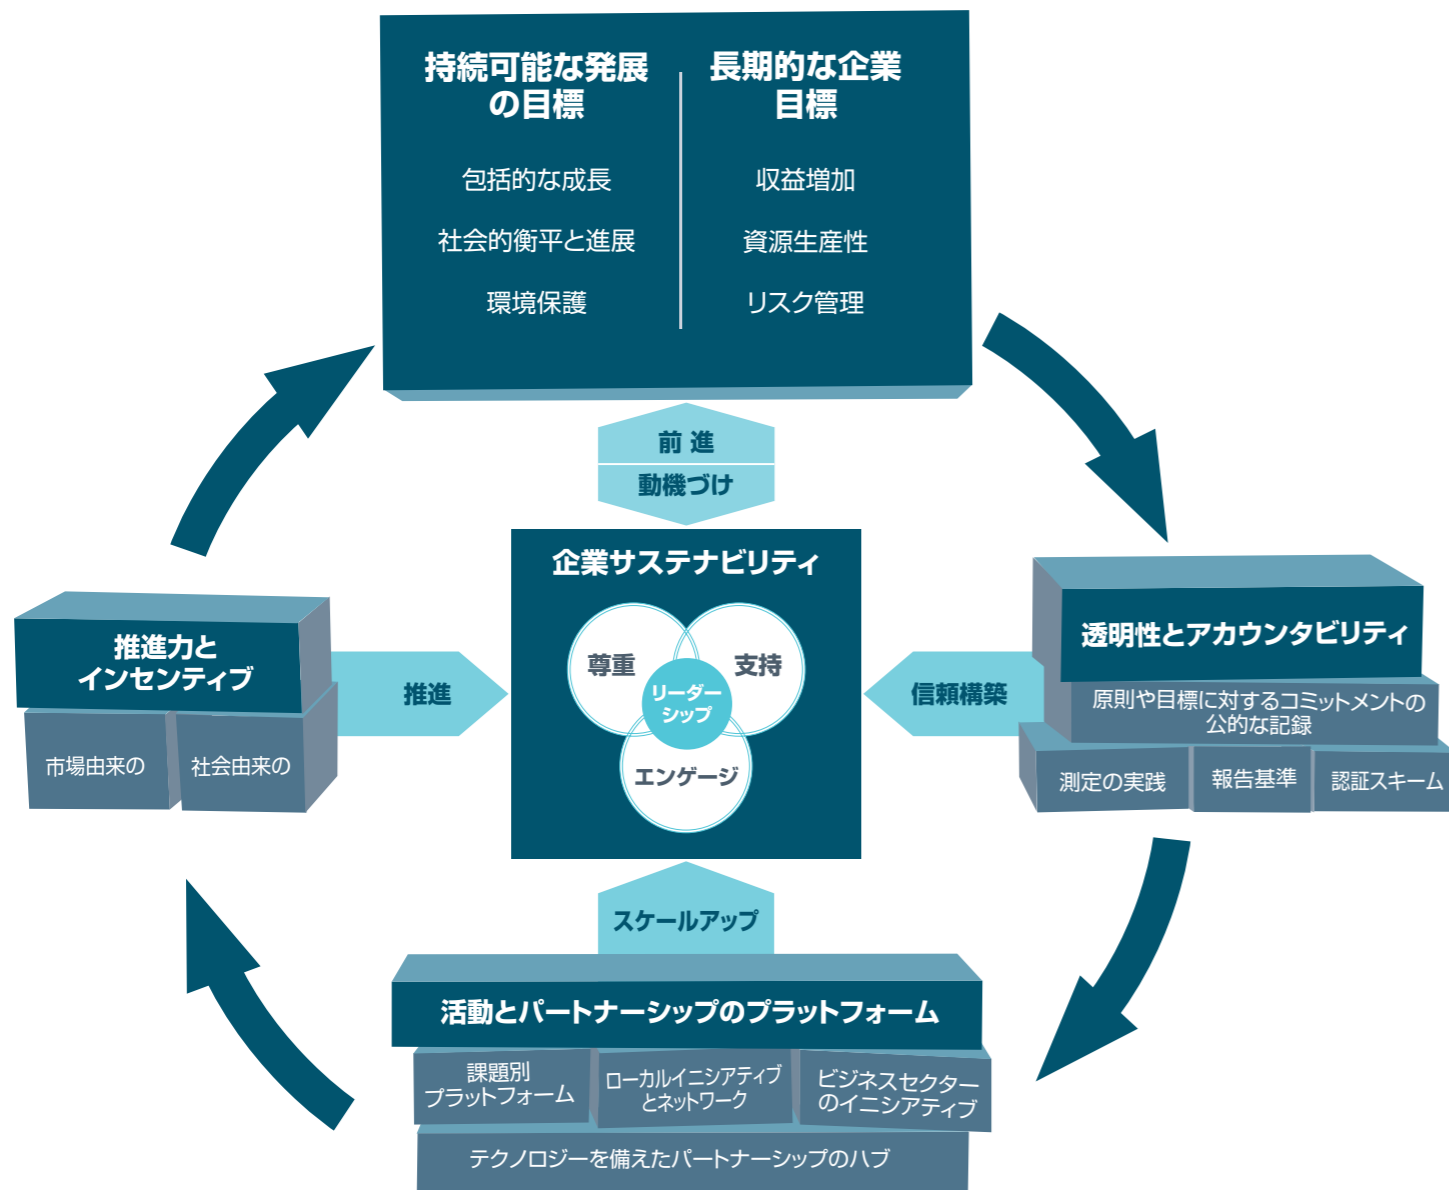 持続可能な発展
の目標
包括的な成長
社会的衡平と進展
環境保護
長期的な企業
目標
収益増加
資源生産性
リスク管理
前進
動機づけ
企業サステナビリティ
尊重
支持
リーダー
シップ
エンゲージ
推進力と
インセンティブ
市場由来の
社会由来の
推進
信頼構築
透明性とアカウンタビリティ
原則や目標に対するコミットメントの
公的な記録
測定の実践
報告基準
認証スキーム
スケールアップ
活動とパートナーシップのプラットフォーム
課題別
プラットフォーム
ローカルイニシアティブ
とネットワーク
ビジネスセクター
のイニシアティブ
テクノロジーを備えたパートナーシップのハブ